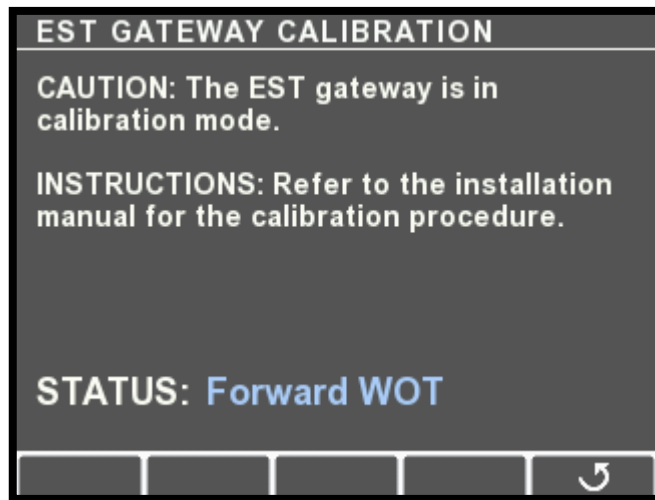 EST GATEWAY CALIBRATION
CAUTION: The EST gateway is in
calibration mode.
INSTRUCTIONS: Refer to the installation
manual for the calibration procedure.
STATUS: Forward WOT